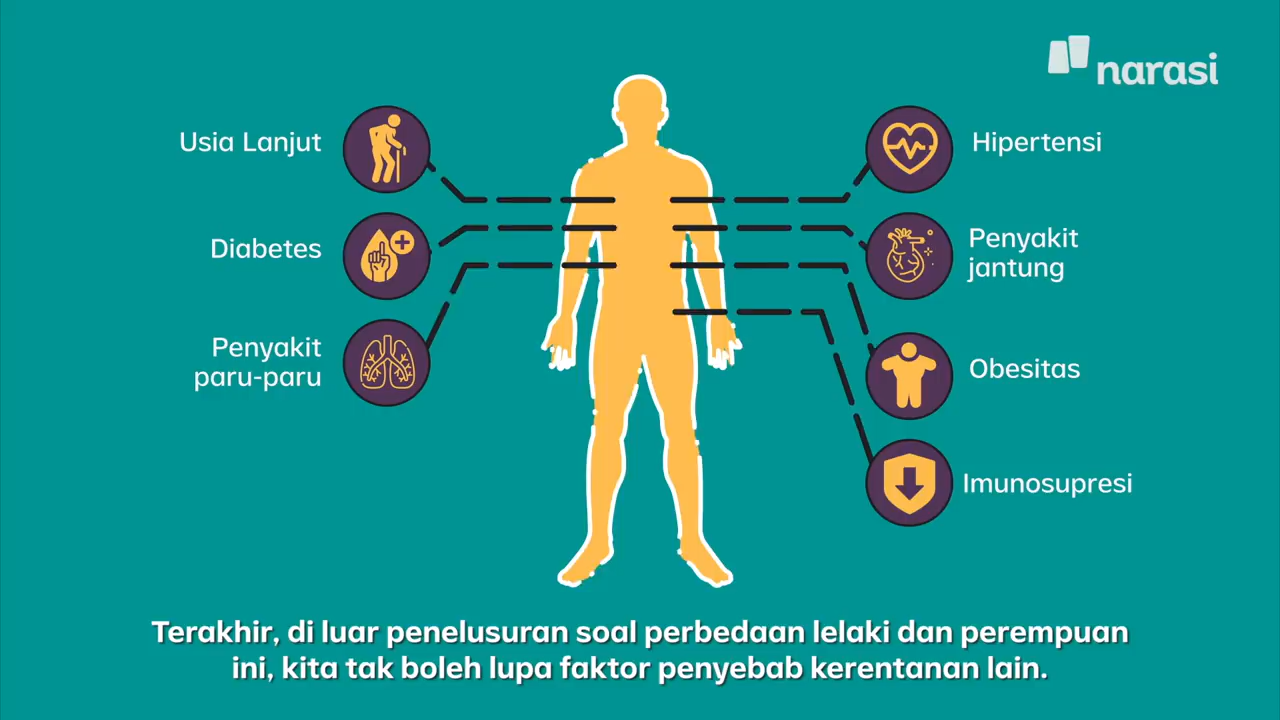 narasi
Usia Lanjut
Diabetes
Penyakit
paru-paru
Hipertensi
Penyakit
jantung
Obesitas
Imunosupresi
Terakhir, di luar penelusuran soal perbedaan lelaki dan perempuan
ini, kita tak boleh lupa faktor penyebab kerentanan lain.